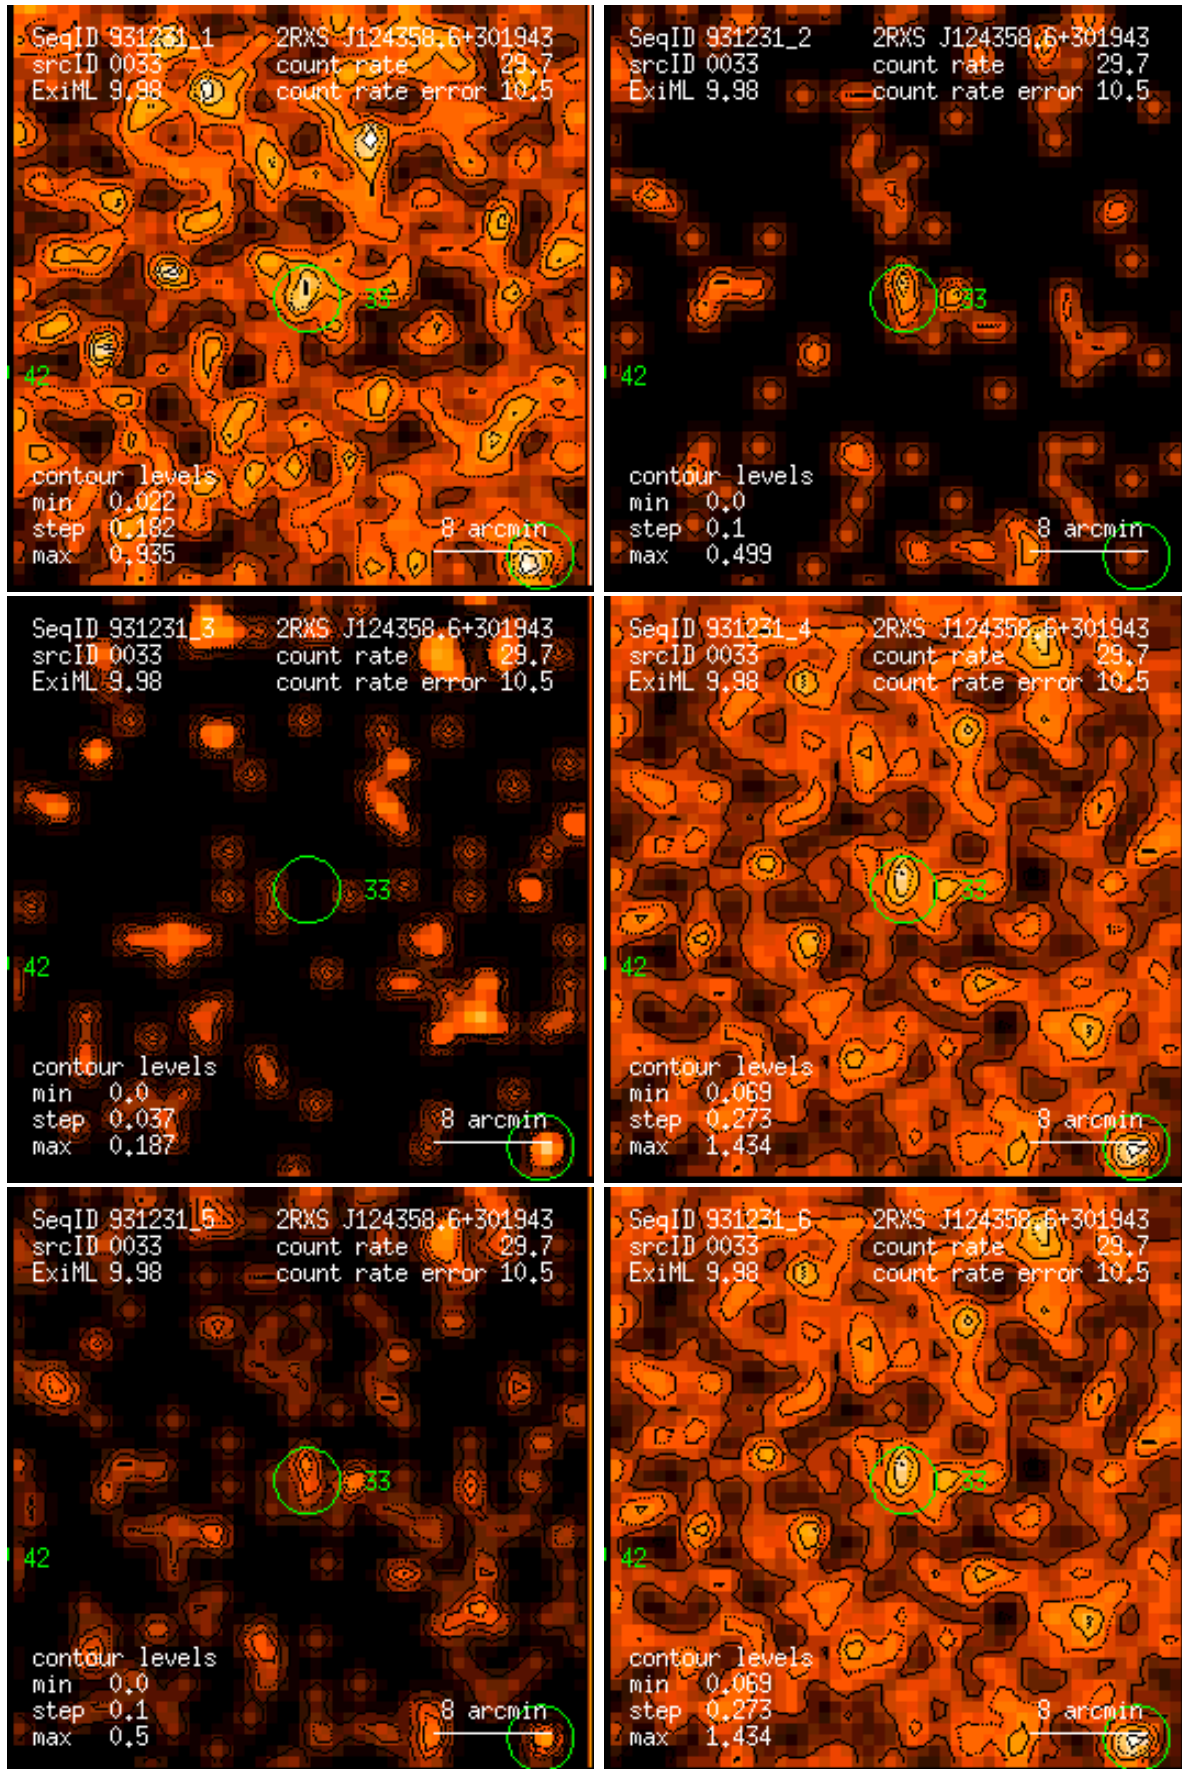 SeqID 931231_1 2RXS J124358.6+301943
srcID 0033 count rate 29.7
ExiML 9.98 count rate error 10.5
33
42
contour levels
min 0.022
step 0.182 8 arcmin
max 0.935
SeqID 931231_2 2RXS J124358.6+301943
srcID 0033 count rate 29.7
ExiML 9.98 count rate error 10.5
33
42
contour levels
min 0.0
step 0.1 8 arcmin
max 0.499
SeqID 931231_3 2RXS J124358.6+301943
srcID 0033 count rate 29.7
ExiML 9.98 count rate error 10.5
33
42
contour levels
min 0.0
step 0.037 8 arcmin
max 0.187
SeqID 931231_4 2RXS J124358.6+301943
srcID 0033 count rate 29.7
ExiML 9.98 count rate error 10.5
33
42
contour levels
min 0.069
step 0.273 8 arcmin
max 1.434
SeqID 931231_5 2RXS J124358.6+301943
srcID 0033 count rate 29.7
ExiML 9.98 count rate error 10.5
33
42
contour levels
min 0.0
step 0.1 8 arcmin
max 0.5
SeqID 931231_6 2RXS J124358.6+301943
srcID 0033 count rate 29.7
ExiML 9.98 count rate error 10.5
33
42
contour levels
min 0.069
step 0.273 8 arcmin
max 1.434